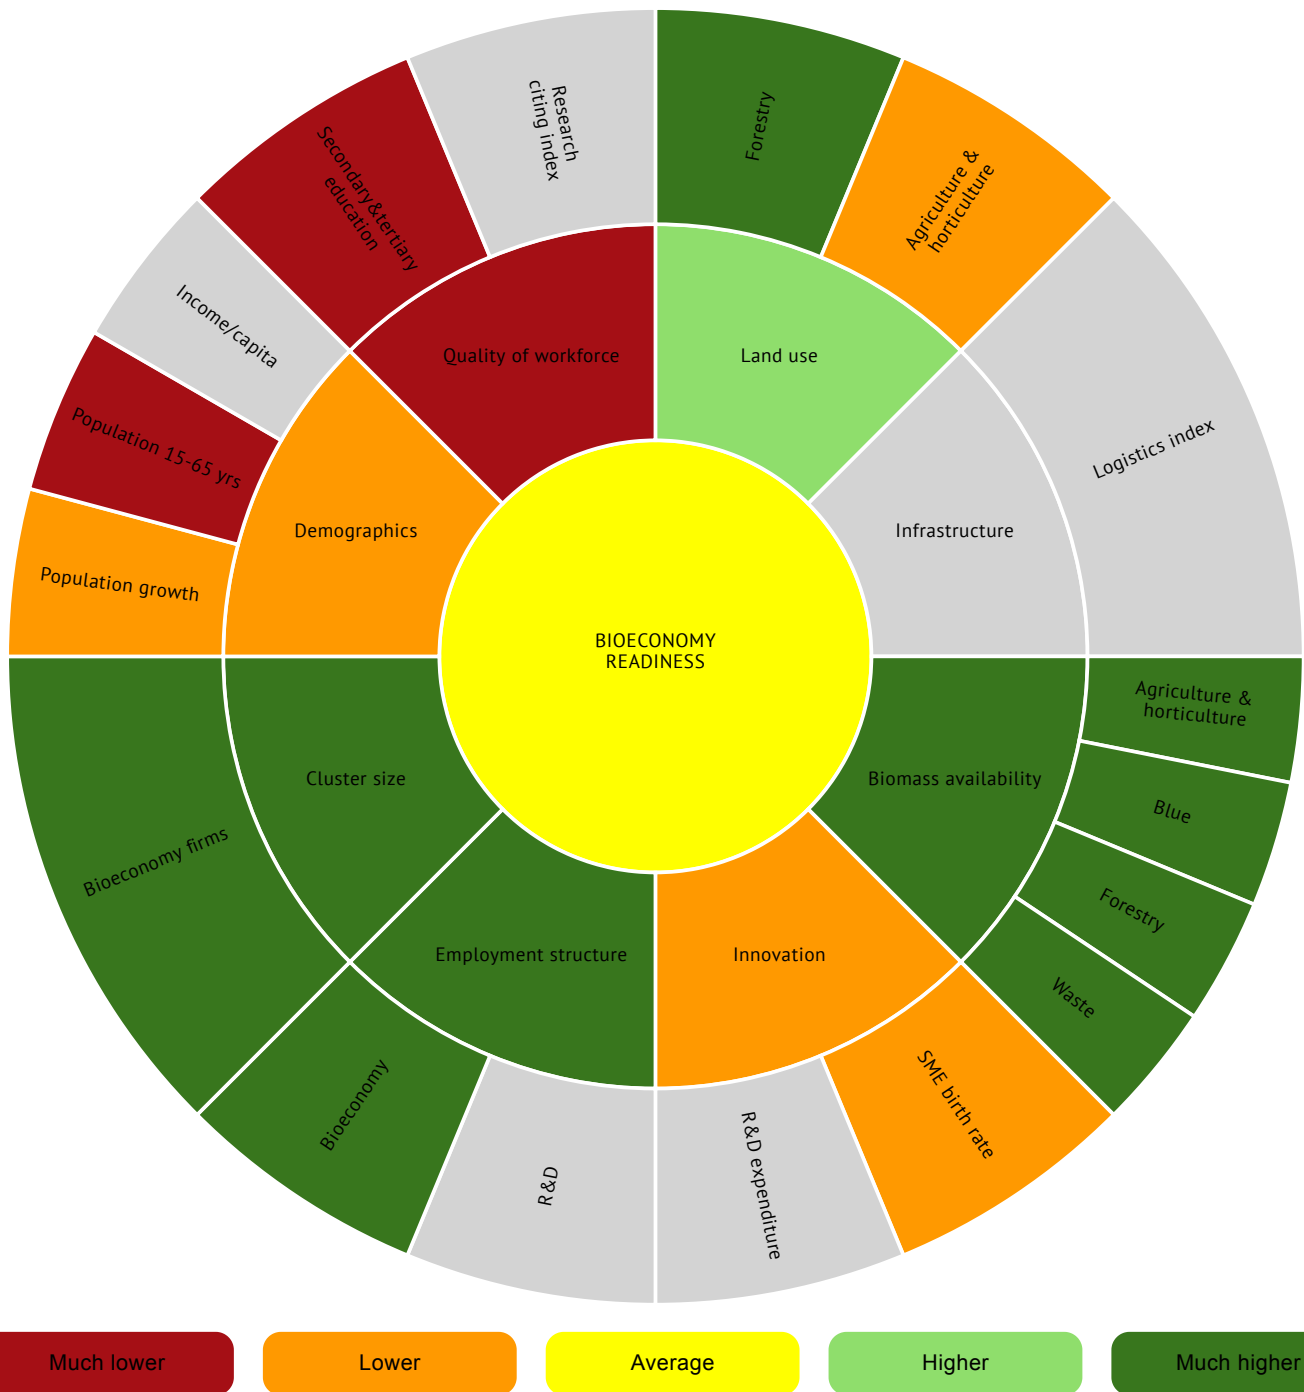 Research
citing index
Forestry
Secondary&tertiary
education
Agriculture &
horticulture
Income/capita
Quality of workforce
Land use
Population 15-65 yrs
Logistics index
Demographics
Infrastructure
Population growth
BIOECONOMY
READINESS
Agriculture &
horticulture
Cluster size
Biomass availability
Blue
Bioeconomy firms
Forestry
Employment structure
Innovation
Waste
Bioeconomy
SME birth rate
R&D
R&D expenditure
Much lower
Lower
Average
Higher
Much higher